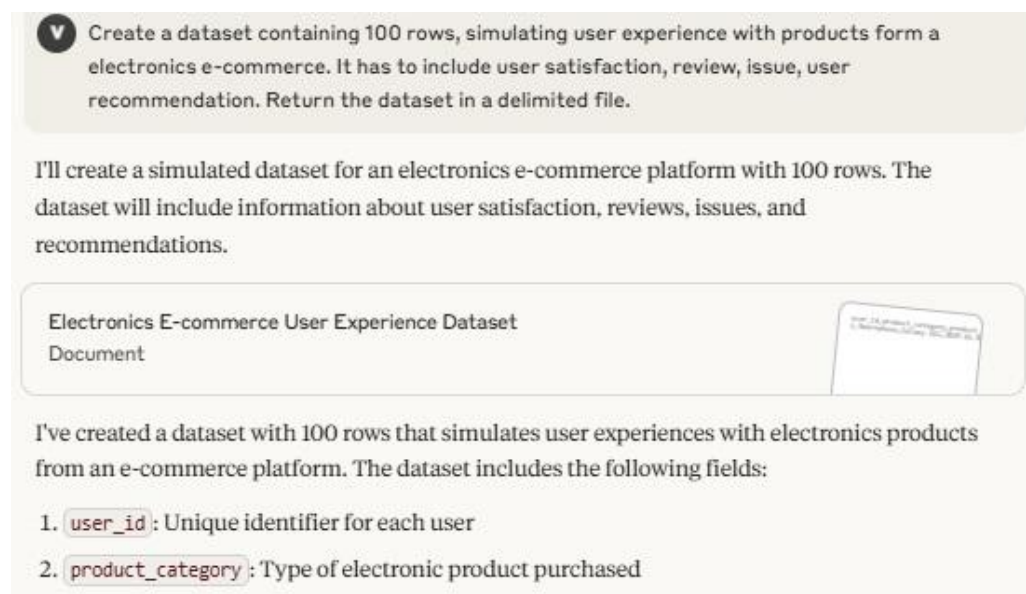 V
Create a dataset containing 100 rows, simulating user experience with products form a
electronics e-commerce. It has to include user satisfaction, review, issue, user
recommendation. Return the dataset in a delimited file.
I'll create a simulated dataset for an electronics e-commerce platform with 100 rows. The
dataset will include information about user satisfaction, reviews, issues, and
recommendations.
Electronics E-commerce User Experience Dataset
Document
I've created a dataset with 100 rows that simulates user experiences with electronics products
from an e-commerce platform. The dataset includes the following fields:
1. user_id: Unique identifier for each user
2. product_category: Type of electronic product purchased